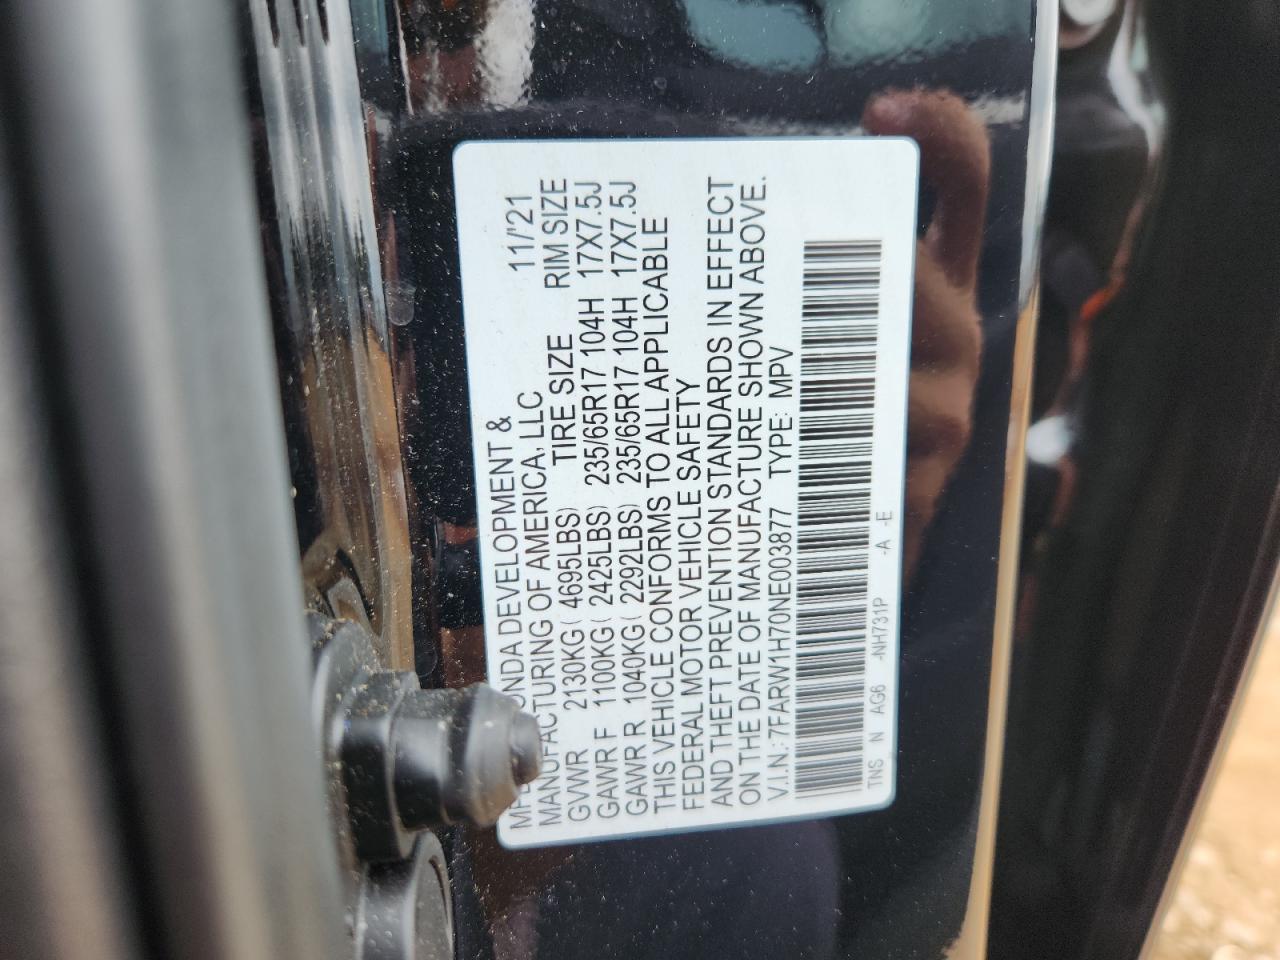 ONDA DEVELOPMENT & 11/'21
MANUFACTURING OF AMERICA, LLC
TIRE SIZE RIM SIZE
GVWR 2130KG( 4695LBS)
GAWR F 1100KG( 2425LBS) 235/65R17 104H 17X7.5J
GAWR R 1040KG( 2292LBS) 235/65R17 104H 17X7.5J
THIS VEHICLE CONFORMS TO ALL APPLICABLE
FEDERAL MOTOR VEHICLE SAFETY
AND THEFT PREVENTION STANDARDS IN EFFECT
ON THE DATE OF MANUFACTURE SHOWN ABOVE.
V.I.N.: 7FARW1H70NE003877 TYPE: MPV
TNS N AG6 -NH731P -A -E